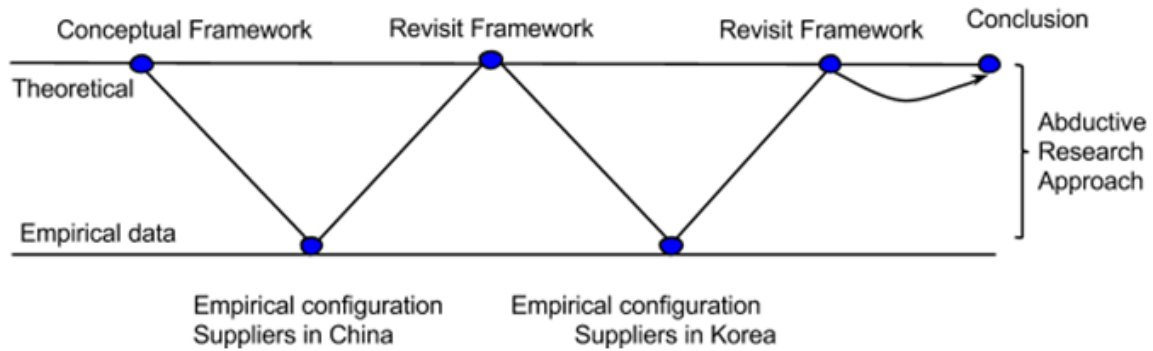 Conceptual Framework
Revisit Framework
Revisit Framework
Conclusion
Theoretical
Abductive
Research
Approach
Empirical data
Empirical configuration
Suppliers in China
Empirical configuration
Suppliers in Korea